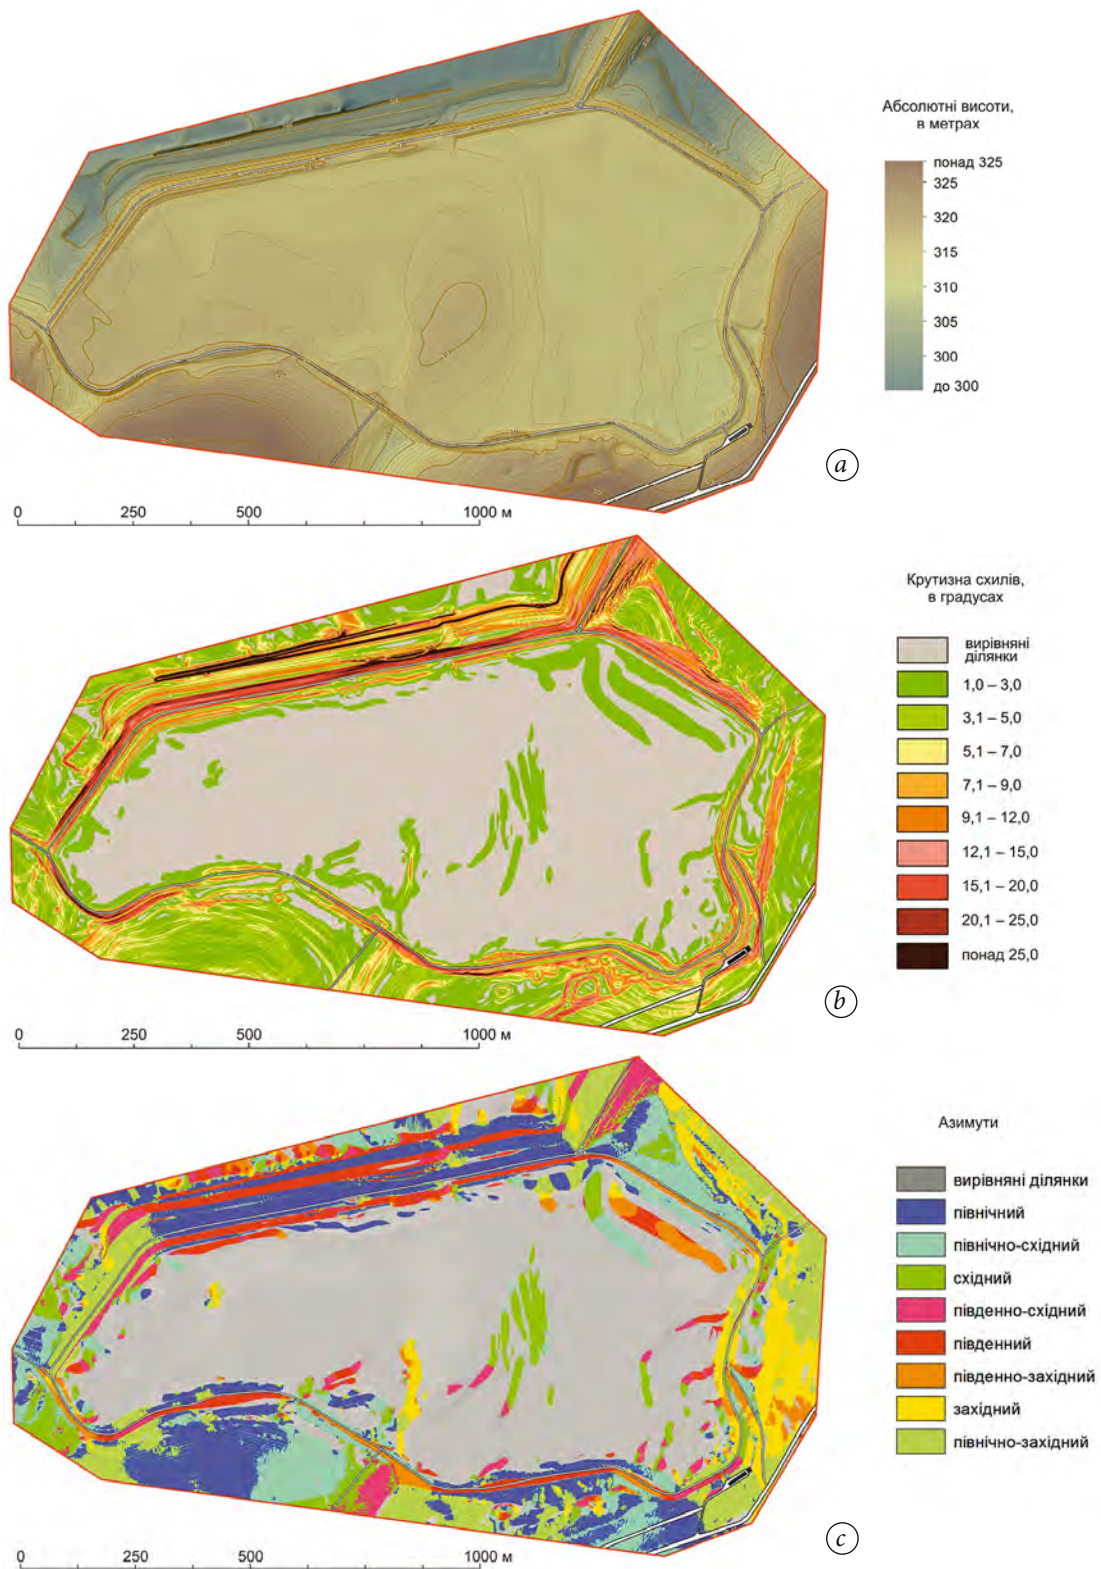 Абсолютні висоти,
в метрах
понад 325
325
320
315
310
305
300
до 300
a
0 250 500 1000 м
Крутизна схилів,
в градусах
вирівняні
ділянки
1,0 – 3,0
3,1 – 5,0
5,1 – 7,0
7,1 – 9,0
9,1 – 12,0
12,1 – 15,0
15,1 – 20,0
20,1 – 25,0
понад 25,0
b
0 250 500 1000 м
Азимути
вирівняні ділянки
північний
північно-східний
східний
південно-східний
південний
південно-західний
західний
північно-західний
c
0 250 500 1000 м